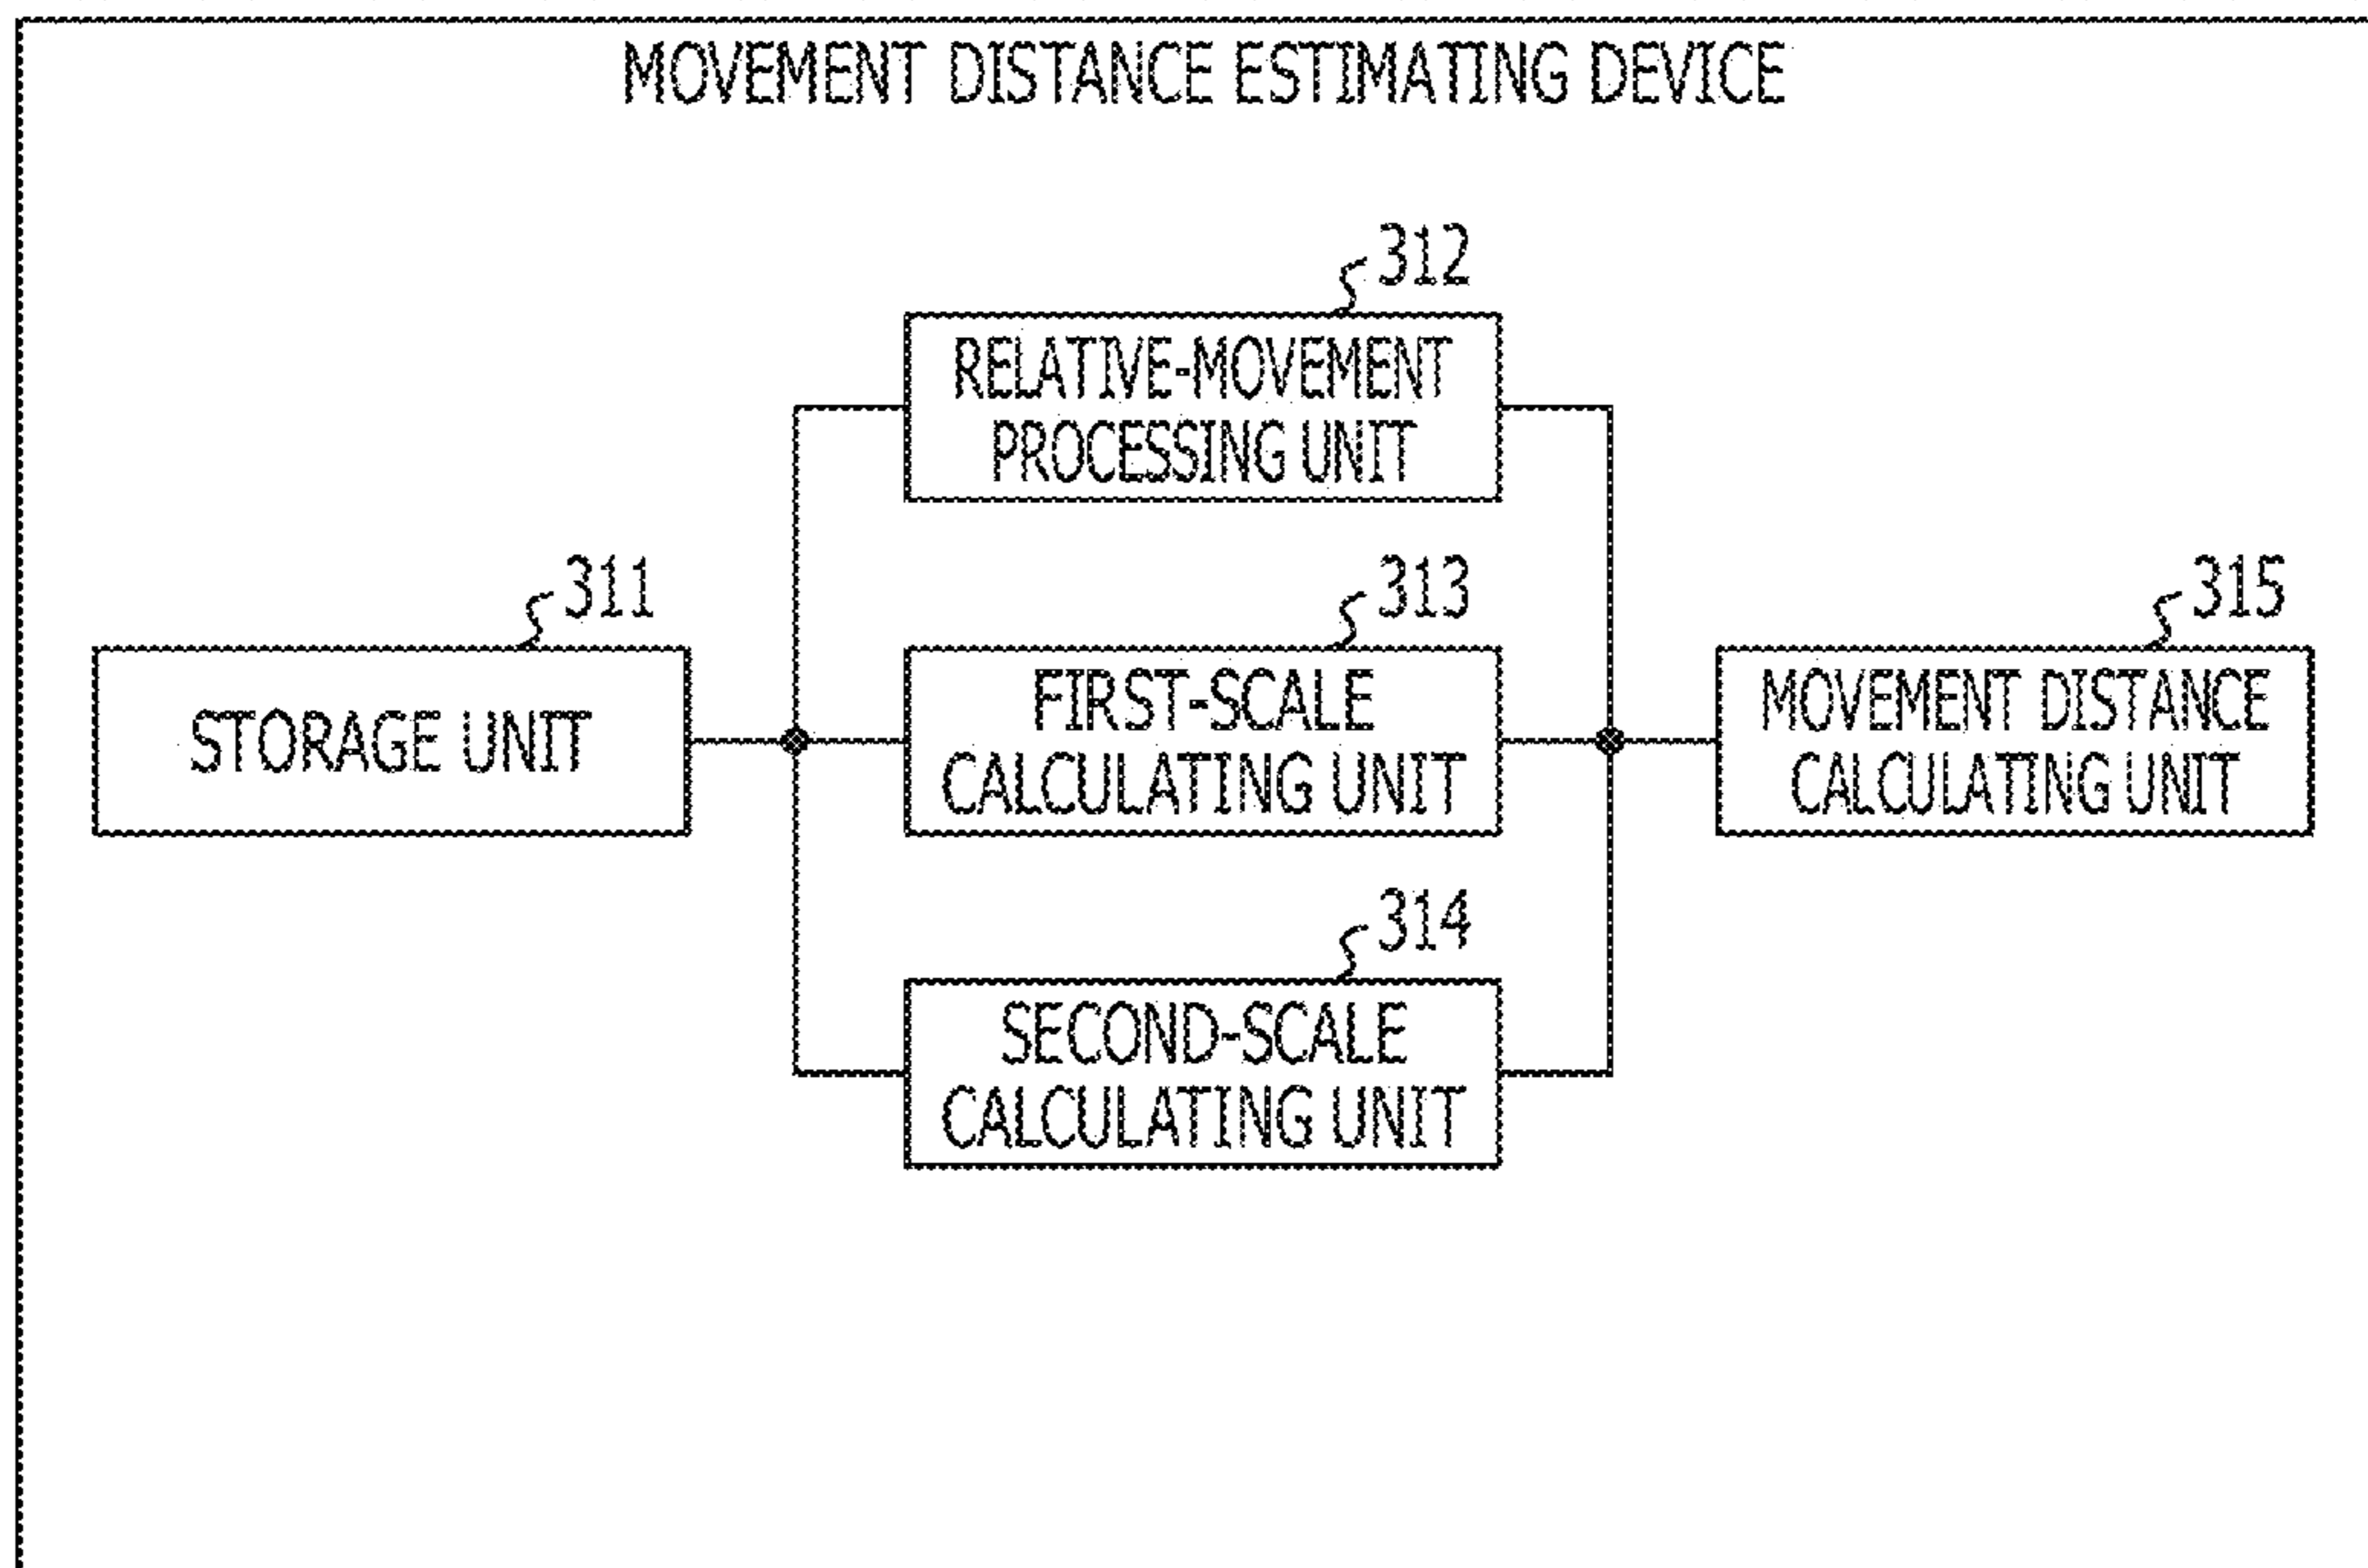 MOVEMENT DISTANCE ESTIMATING DEVICE
312
RELATIVE-MOVEMENT
PROCESSING UNIT
311
STORAGE UNIT
313
FIRST-SCALE
CALCULATING UNIT
315
MOVEMENT DISTANCE
CALCULATING UNIT
314
SECOND-SCALE
CALCULATING UNIT